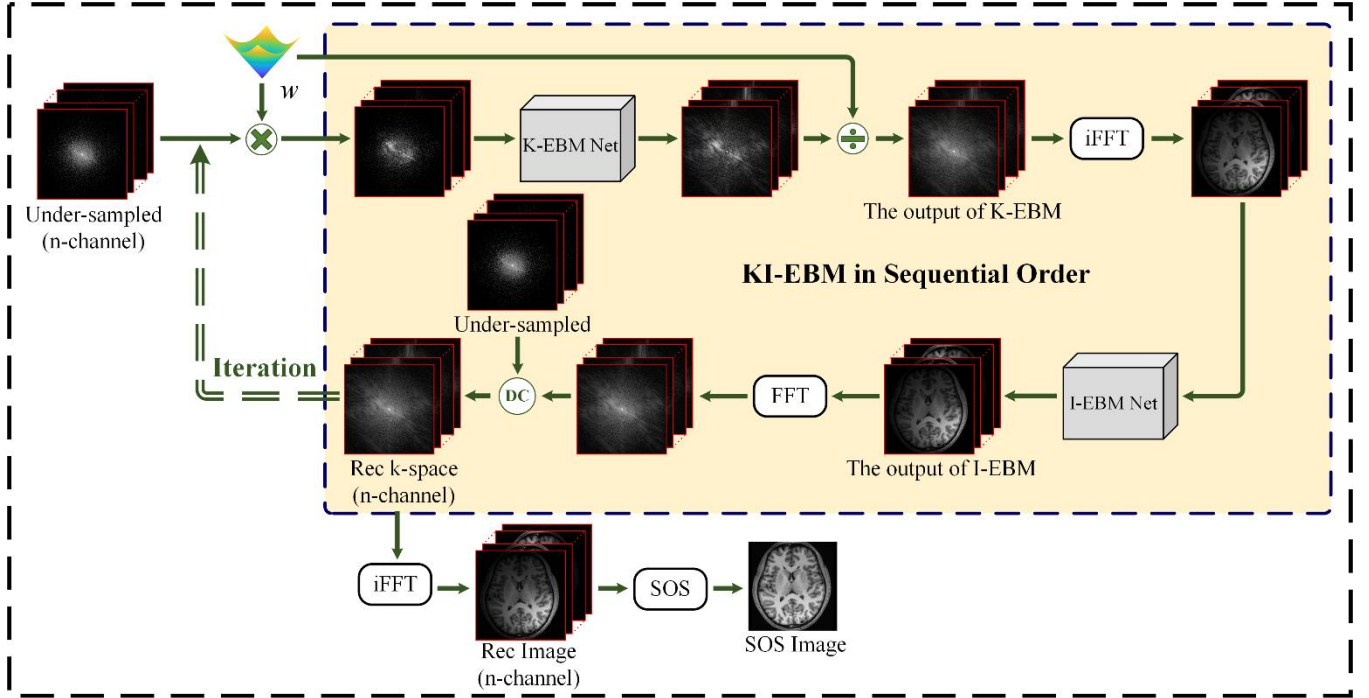 w
K-EBM Net
iFFT
Under-sampled
(n-channel)
The output of K-EBM
KI-EBM in Sequential Order
Under-sampled
Iteration
DC
FFT
I-EBM Net
Rec k-space
(n-channel)
The output of I-EBM
iFFT
SOS
Rec Image
(n-channel)
SOS Image